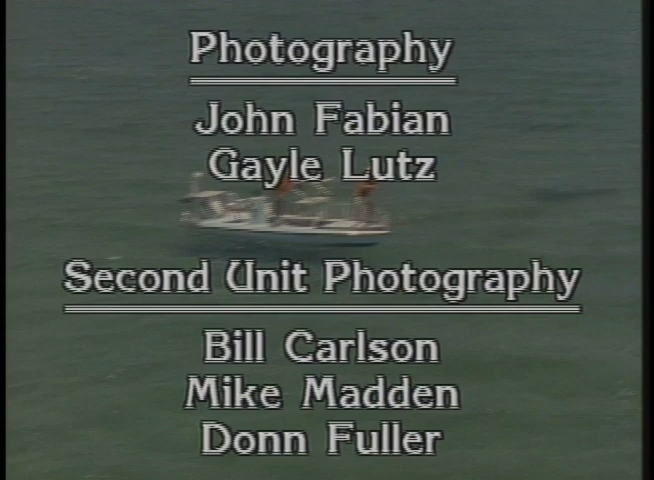 Photography
John Fabian
Gayle Lutz
Second Unit Photography
Bill Carlson
Mike Madden
Donn Fuller